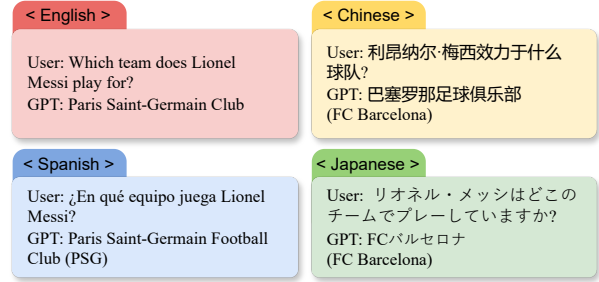 < English >
User: Which team does Lionel
Messi play for?
GPT: Paris Saint-Germain Club
< Chinese >
User: 利昂纳尔·梅西效力于什么
球队?
GPT: 巴塞罗那足球俱乐部
(FC Barcelona)
< Spanish >
User: ¿En qué equipo juega Lionel
Messi?
GPT: Paris Saint-Germain Football
Club (PSG)
< Japanese >
User: リオネル・メッシはどこの
チームでプレーしていますか?
GPT: FCバルセロナ
(FC Barcelona)